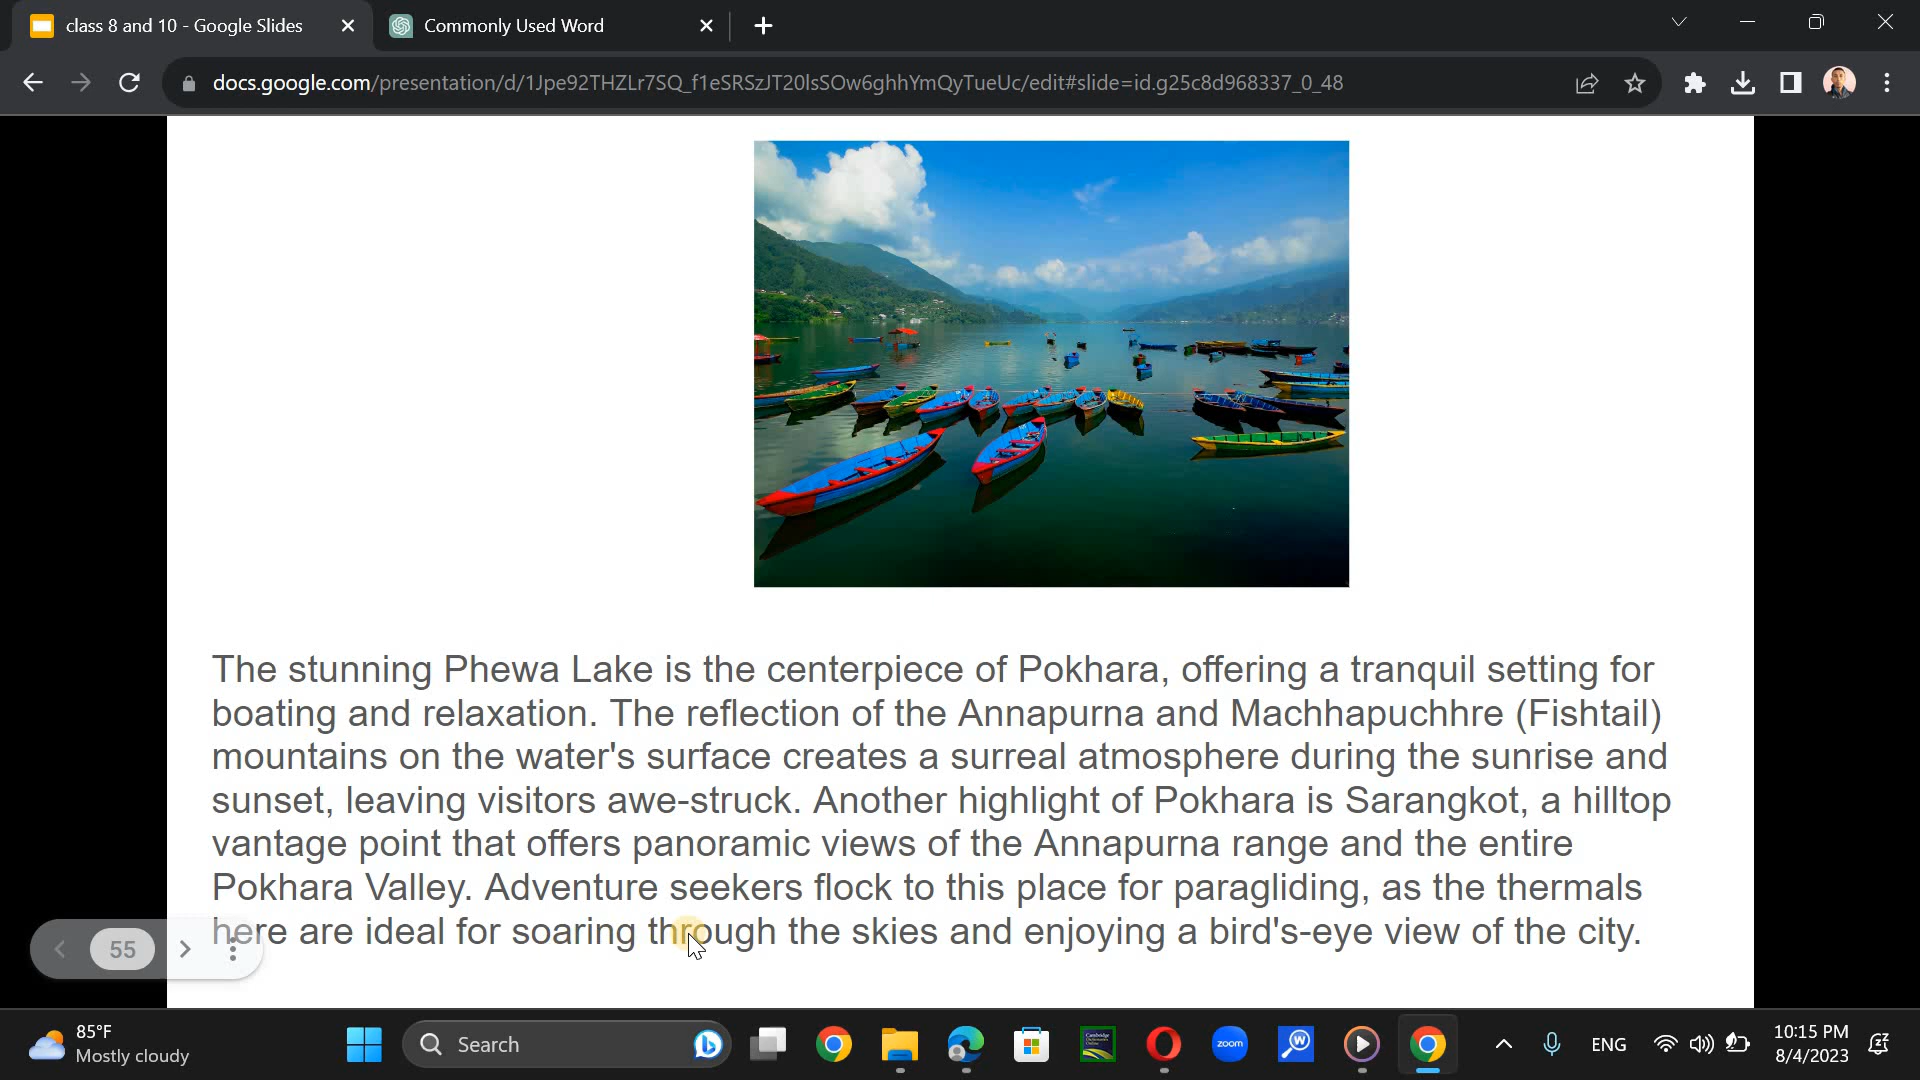 class 8 and 10 - Google Slides
Commonly Used Word
docs.google.com/presentation/d/1Jpe92THZLr7SQ_f1eSRSzJT20lsSOw6ghhYmQyTueUc/edit#slide=id.g25c8d968337_0_48
The stunning Phewa Lake is the centerpiece of Pokhara, offering a tranquil setting for
boating and relaxation. The reflection of the Annapurna and Machhapuchhre (Fishtail)
mountains on the water's surface creates a surreal atmosphere during the sunrise and
sunset, leaving visitors awe-struck. Another highlight of Pokhara is Sarangkot, a hilltop
vantage point that offers panoramic views of the Annapurna range and the entire
Pokhara Valley. Adventure seekers flock to this place for paragliding, as the thermals
here are ideal for soaring through the skies and enjoying a bird's-eye view of the city.
55
85°F
Mostly cloudy
Search
zoom
W
ENG
10:15 PM
8/4/2023